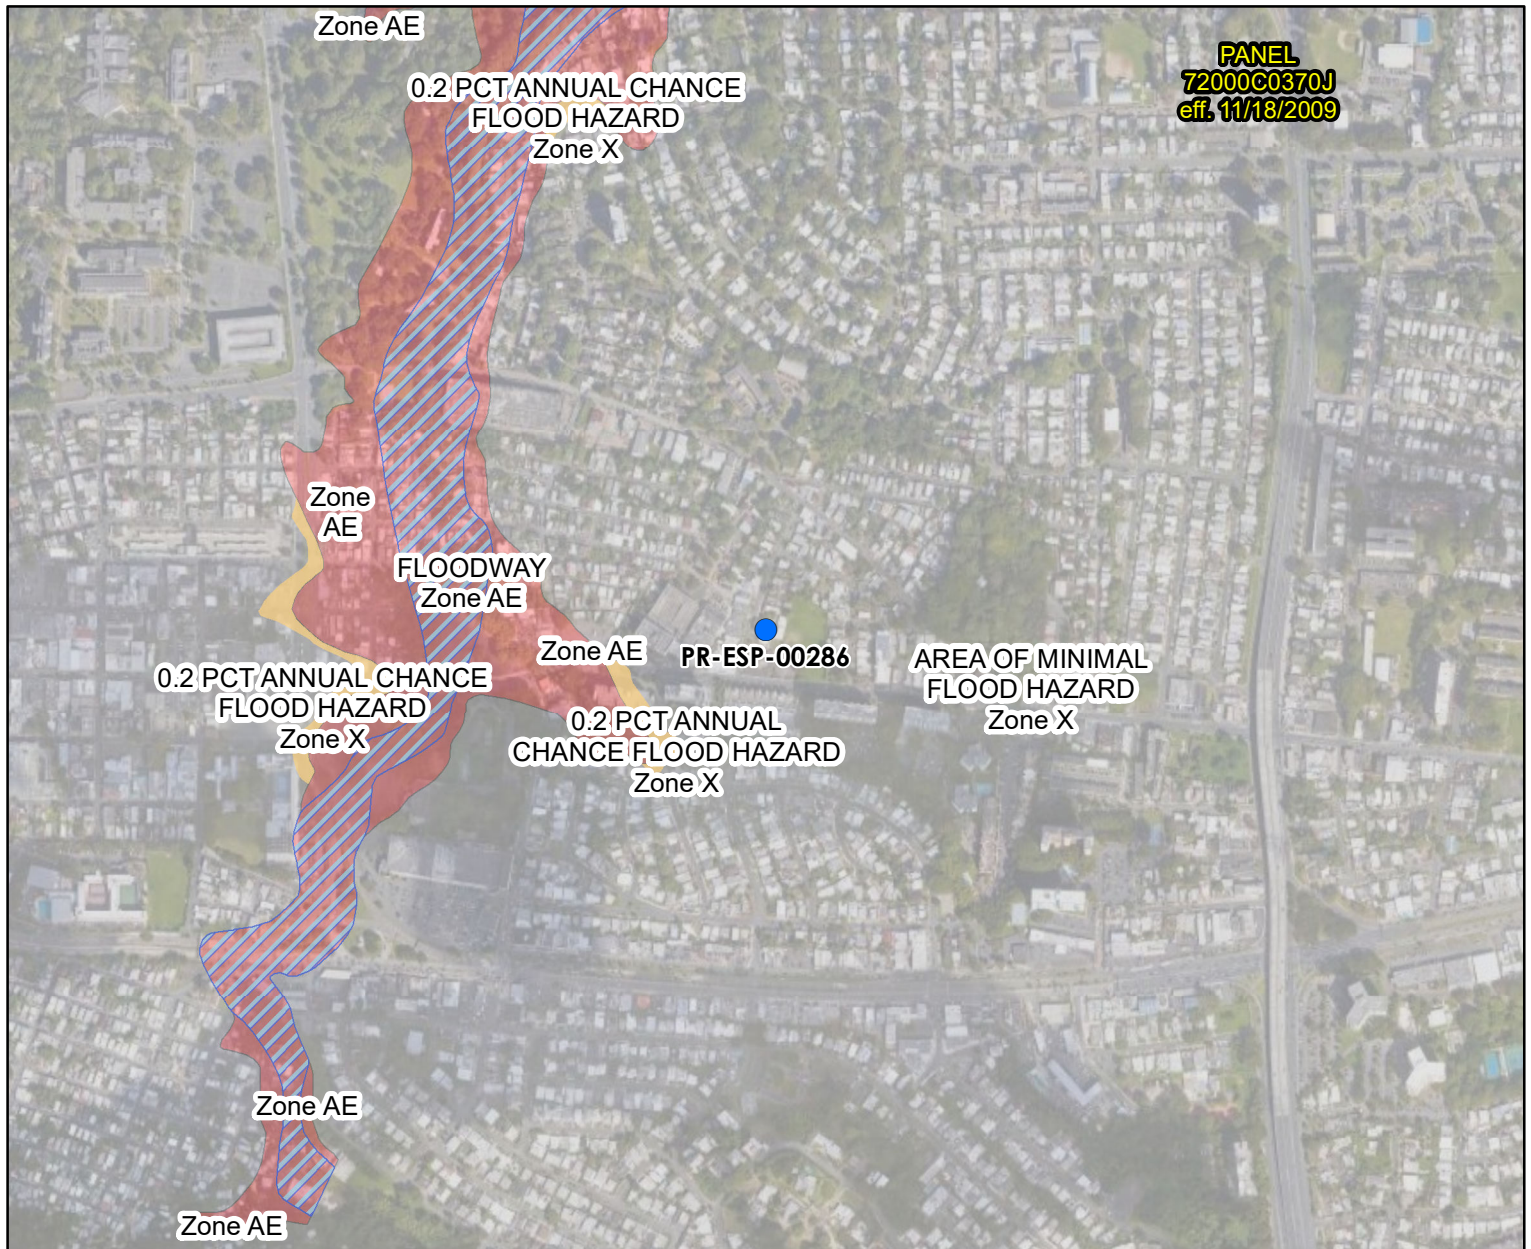 Zone AE
PANEL
72000C0370J
eff. 11/18/2009
0.2 PCT ANNUAL CHANCE
FLOOD HAZARD
Zone X
Zone
AE
FLOODWAY
Zone AE
Zone AE
PR-ESP-00286
AREA OF MINIMAL
FLOOD HAZARD
Zone X
0.2 PCT ANNUAL CHANCE
FLOOD HAZARD
Zone X
0.2 PCT ANNUAL
CHANCE FLOOD HAZARD
Zone X
Zone AE
Zone AE